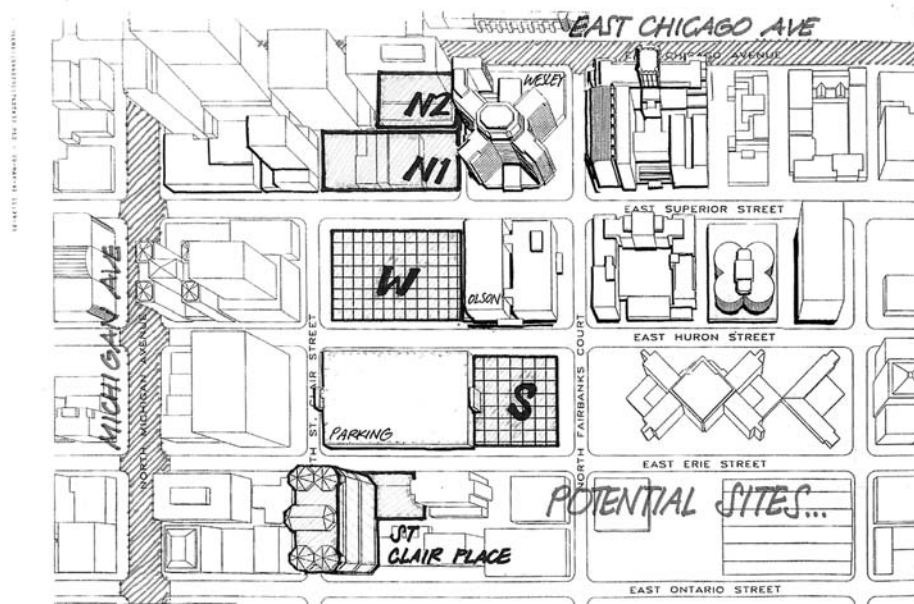 EAST CHICAGO AVE
EAST CHICAGO AVENUE
WESLEY
N2
N1
EAST SUPERIOR STREET
W
OLSON
MICHIGAN AVE
NORTH MICHIGAN AVENUE
NORTH ST. CLAIR STREET
NORTH FAIRBANKS COURT
EAST HURON STREET
S
PARKING
EAST ERIE STREET
POTENTIAL SITES...
ST
CLAIR PLACE
EAST ONTARIO STREET